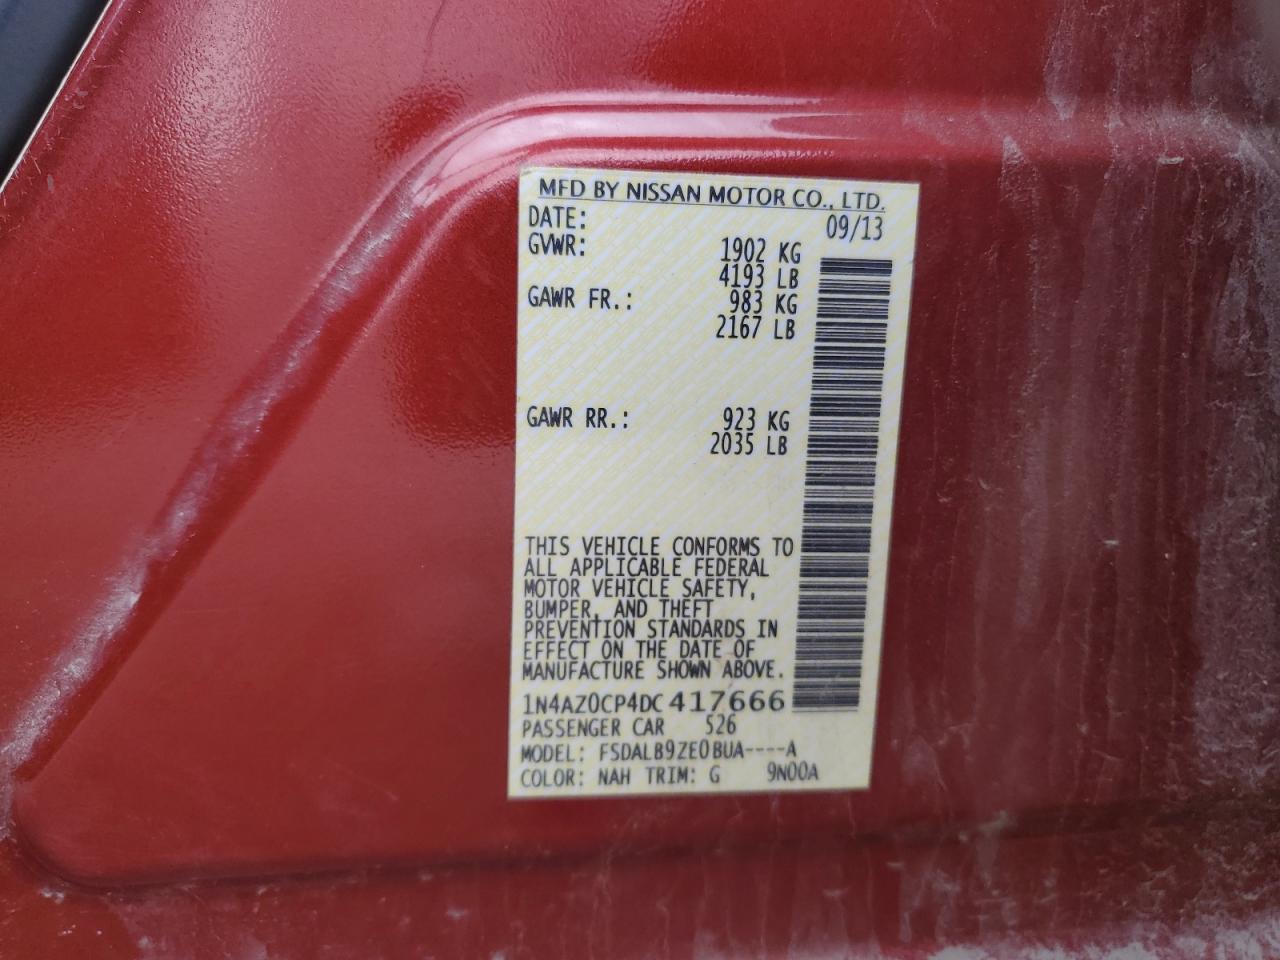 MFD BY NISSAN MOTOR CO., LTD.
DATE: 09/13
GVWR: 1902 KG
4193 LB
GAWR FR.: 983 KG
2167 LB
GAWR RR.: 923 KG
2035 LB
THIS VEHICLE CONFORMS TO
ALL APPLICABLE FEDERAL
MOTOR VEHICLE SAFETY,
BUMPER, AND THEFT
PREVENTION STANDARDS IN
EFFECT ON THE DATE OF
MANUFACTURE SHOWN ABOVE.
1N4AZ0CP4DC417666
PASSENGER CAR 526
MODEL: FSDALB9ZE0BUA----A
COLOR: NAH TRIM: G 9N00A